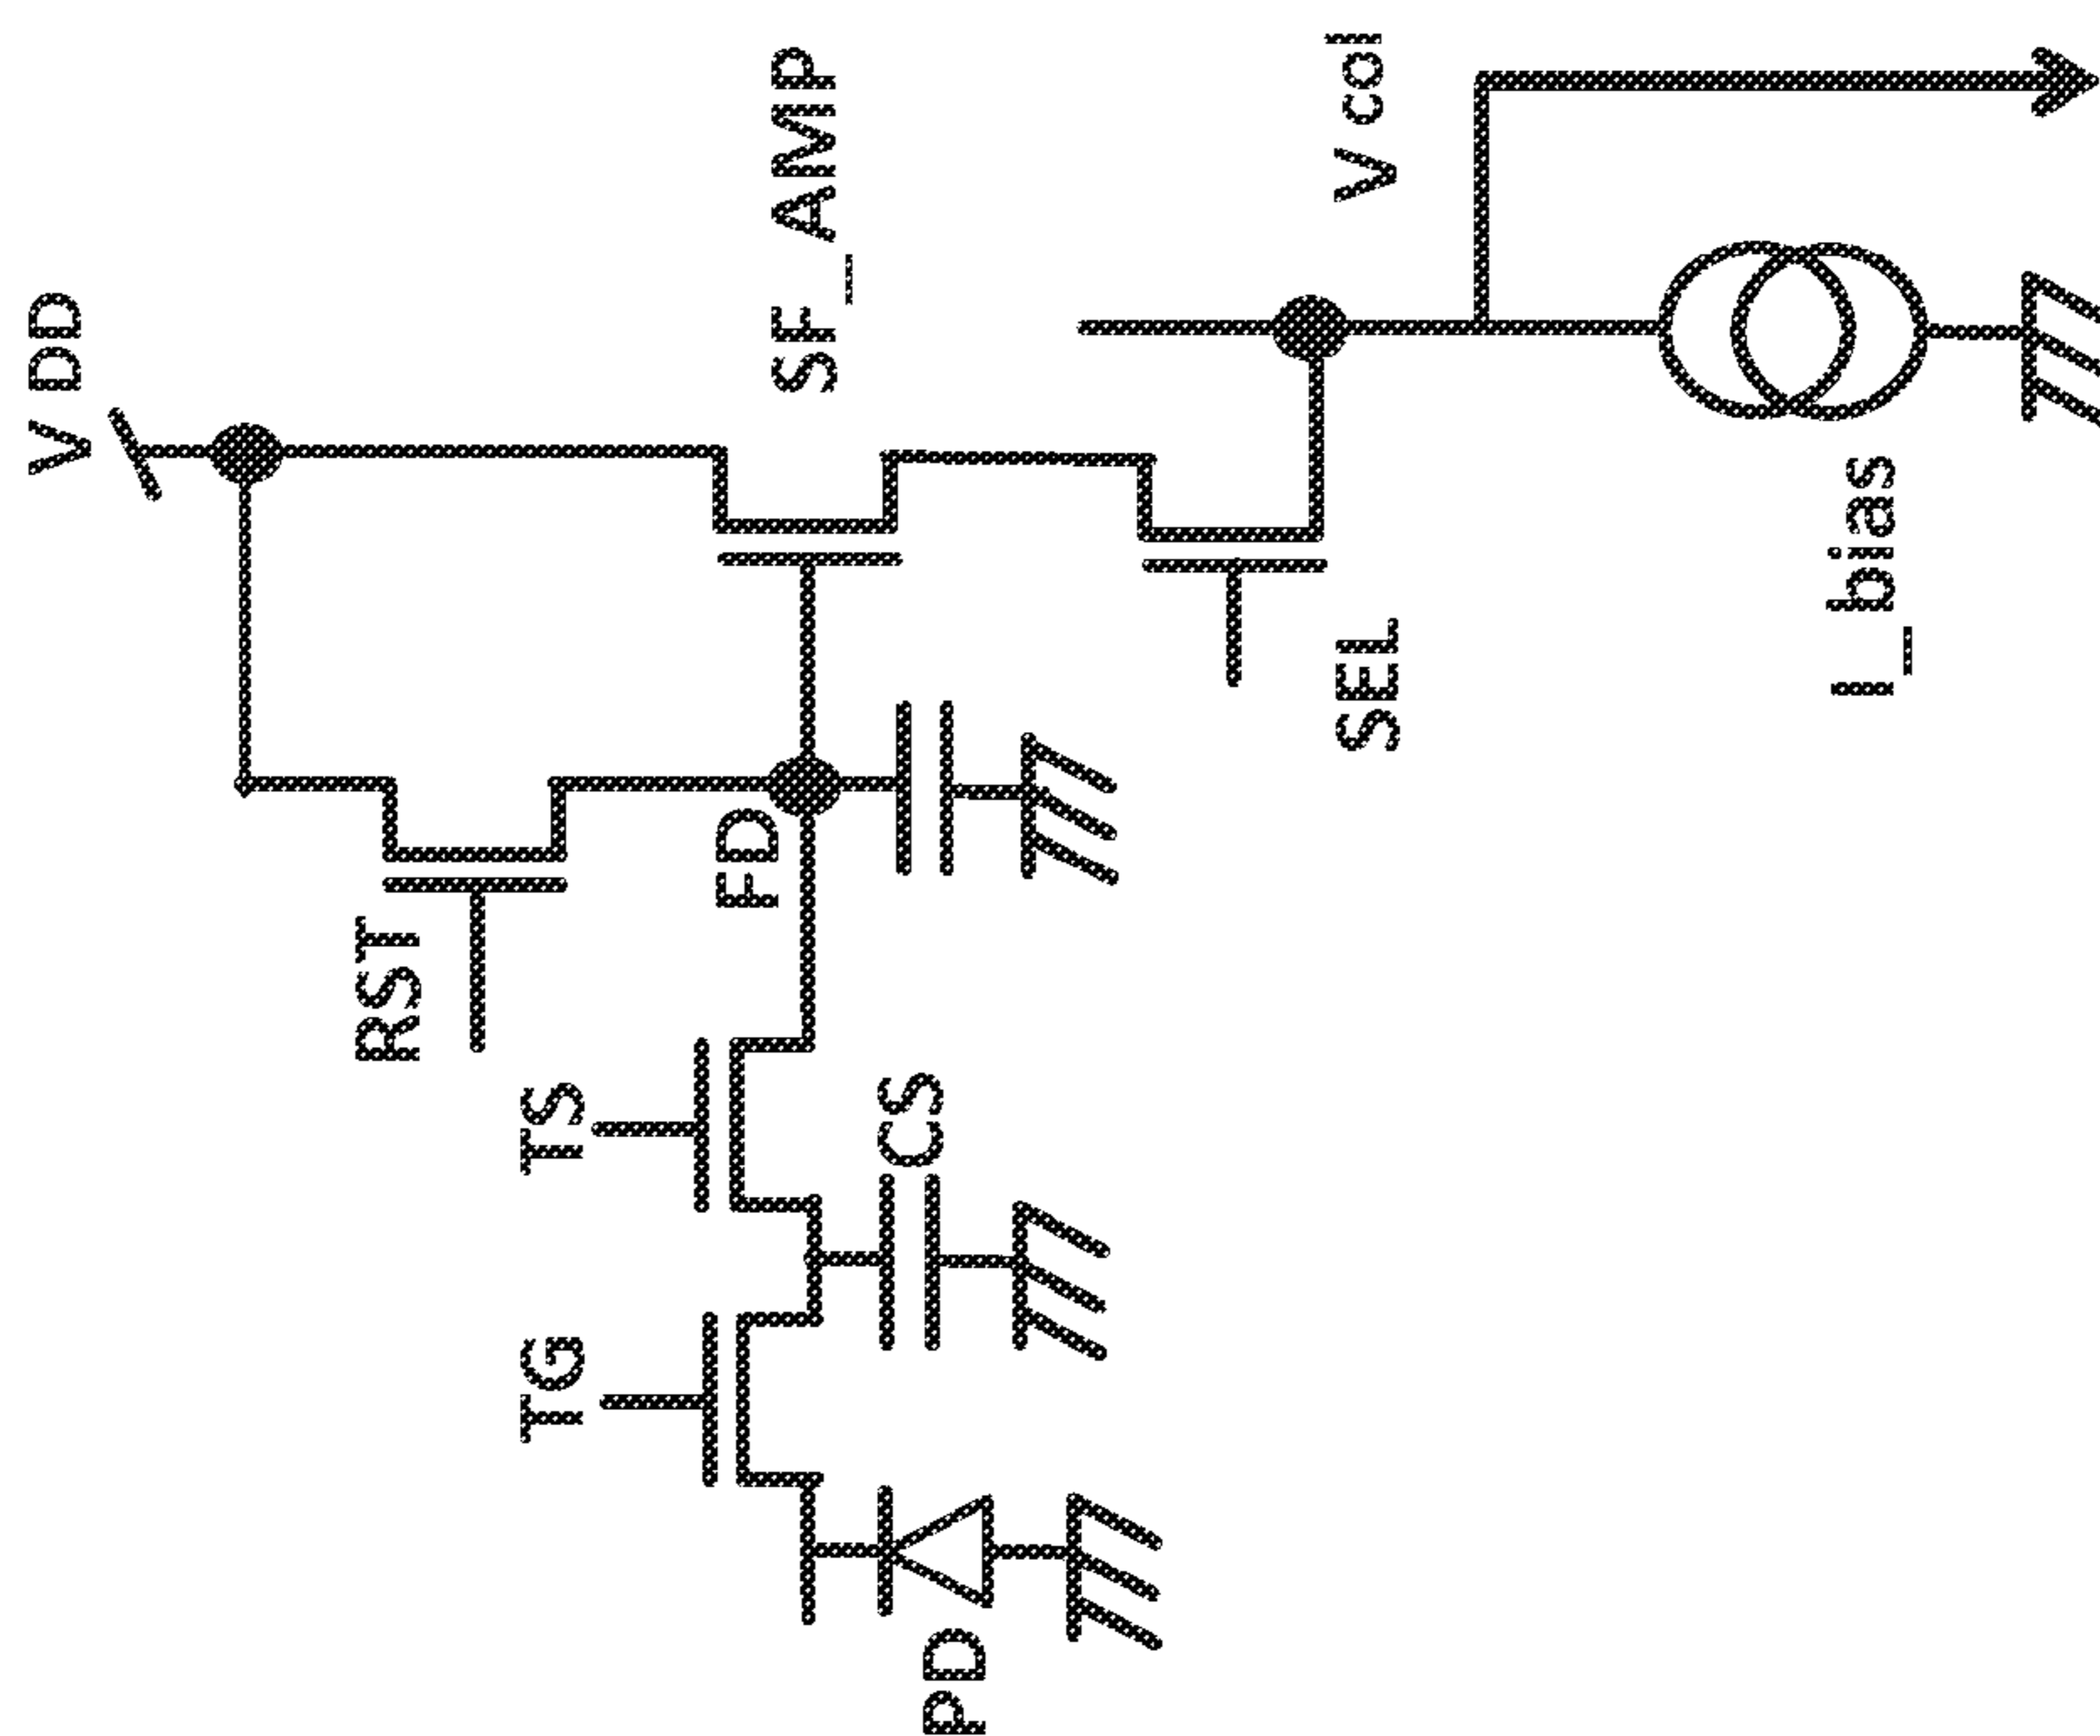 V DD
RST
SF_AMP
TG
TS
FD
PD
CS
SEL
V col
I_bias